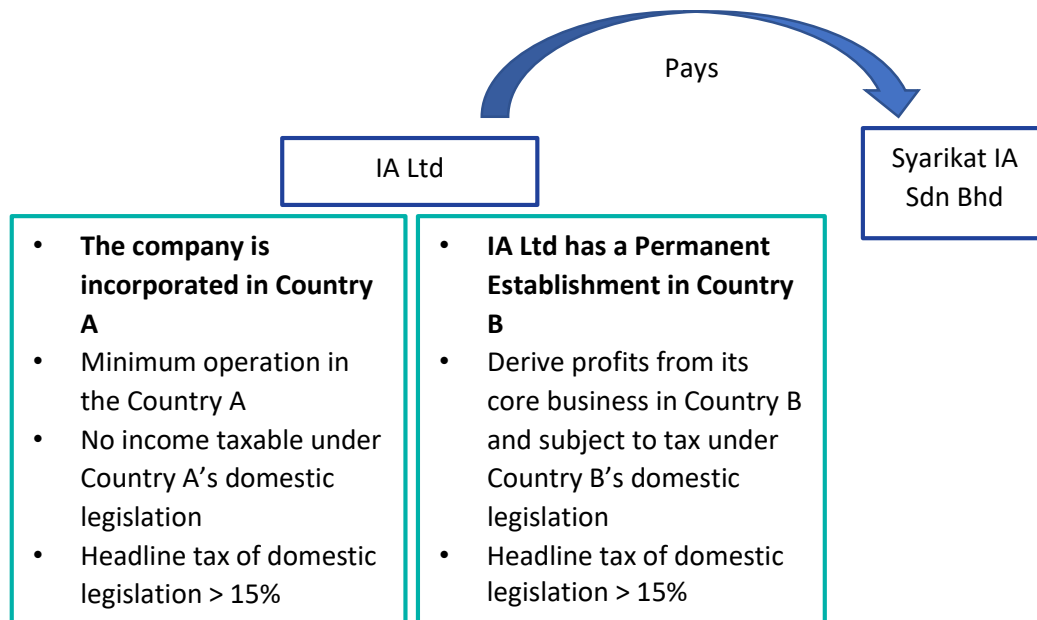 Pays
IA Ltd
Syarikat IA
Sdn Bhd
• The company is
incorporated in Country
A
• Minimum operation in
the Country A
• No income taxable under
Country A’s domestic
legislation
• Headline tax of domestic
legislation > 15%
• IA Ltd has a Permanent
Establishment in Country
B
• Derive profits from its
core business in Country B
and subject to tax under
Country B’s domestic
legislation
• Headline tax of domestic
legislation > 15%